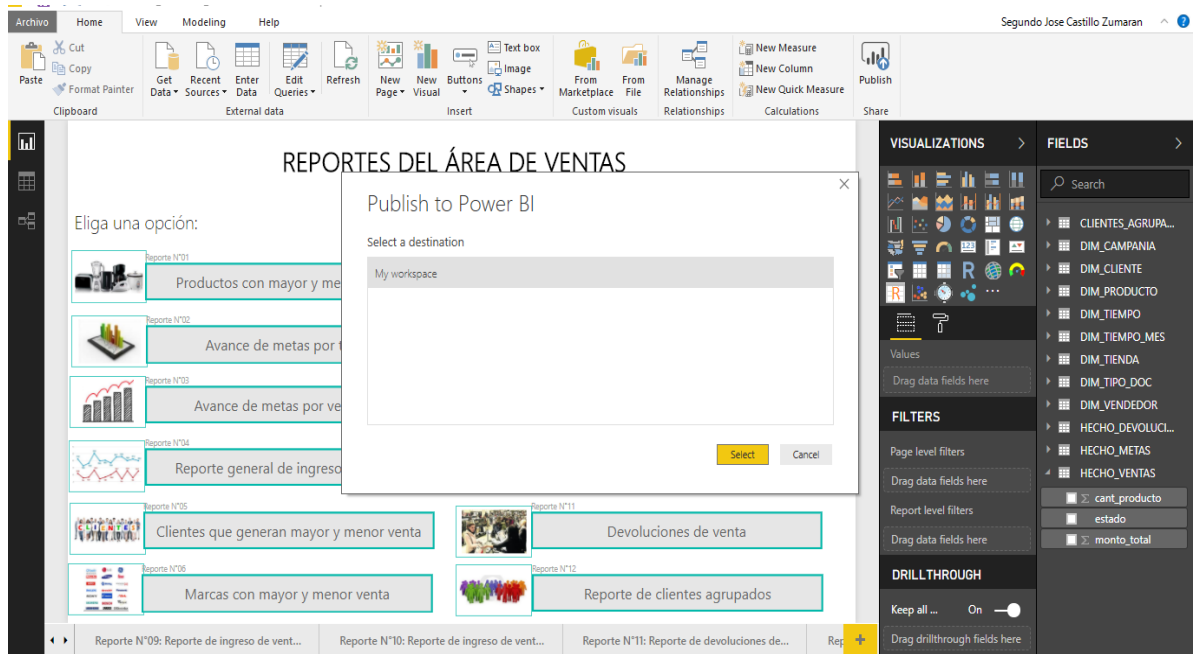 Archivo Home View Modeling Help Segundo Jose Castillo Zumaran
Paste
Cut
Copy
Format Painter
Clipboard
Get Data
Recent Sources
Enter Data
Edit Queries
External data
Refresh
New Page
New Visual
Buttons
Text box
Image
Shapes
Insert
From Marketplace
From File
Custom visuals
Manage Relationships
Relationships
New Measure
New Column
New Quick Measure
Calculations
Publish
Share
REPORTES DEL ÁREA DE VENTAS
Eliga una opción:
Reporte N°01
Productos con mayor y me
Reporte N°02
Avance de metas por t
Reporte N°03
Avance de metas por ve
Reporte N°04
Reporte general de ingreso
Reporte N°05
CLIENTES
Clientes que generan mayor y menor venta
Reporte N°06
Marcas con mayor y menor venta
Reporte N°11
Devoluciones de venta
Reporte N°12
Reporte de clientes agrupados
Publish to Power BI
Select a destination
My workspace
Select Cancel
Reporte N°09: Reporte de ingreso de vent...
Reporte N°10: Reporte de ingreso de vent...
Reporte N°11: Reporte de devoluciones de...
Rep
VISUALIZATIONS
R
123
R
Values
Drag data fields here
FILTERS
Page level filters
Drag data fields here
Report level filters
Drag data fields here
DRILLTHROUGH
Keep all ... On
Drag drillthrough fields here
FIELDS
Search
CLIENTES_AGRUPA...
DIM_CAMPANIA
DIM_CLIENTE
DIM_PRODUCTO
DIM_TIEMPO
DIM_TIEMPO_MES
DIM_TIENDA
DIM_TIPO_DOC
DIM_VENDEDOR
HECHO_DEVOLUCI...
HECHO_METAS
HECHO_VENTAS
Σ cant_producto
estado
Σ monto_total